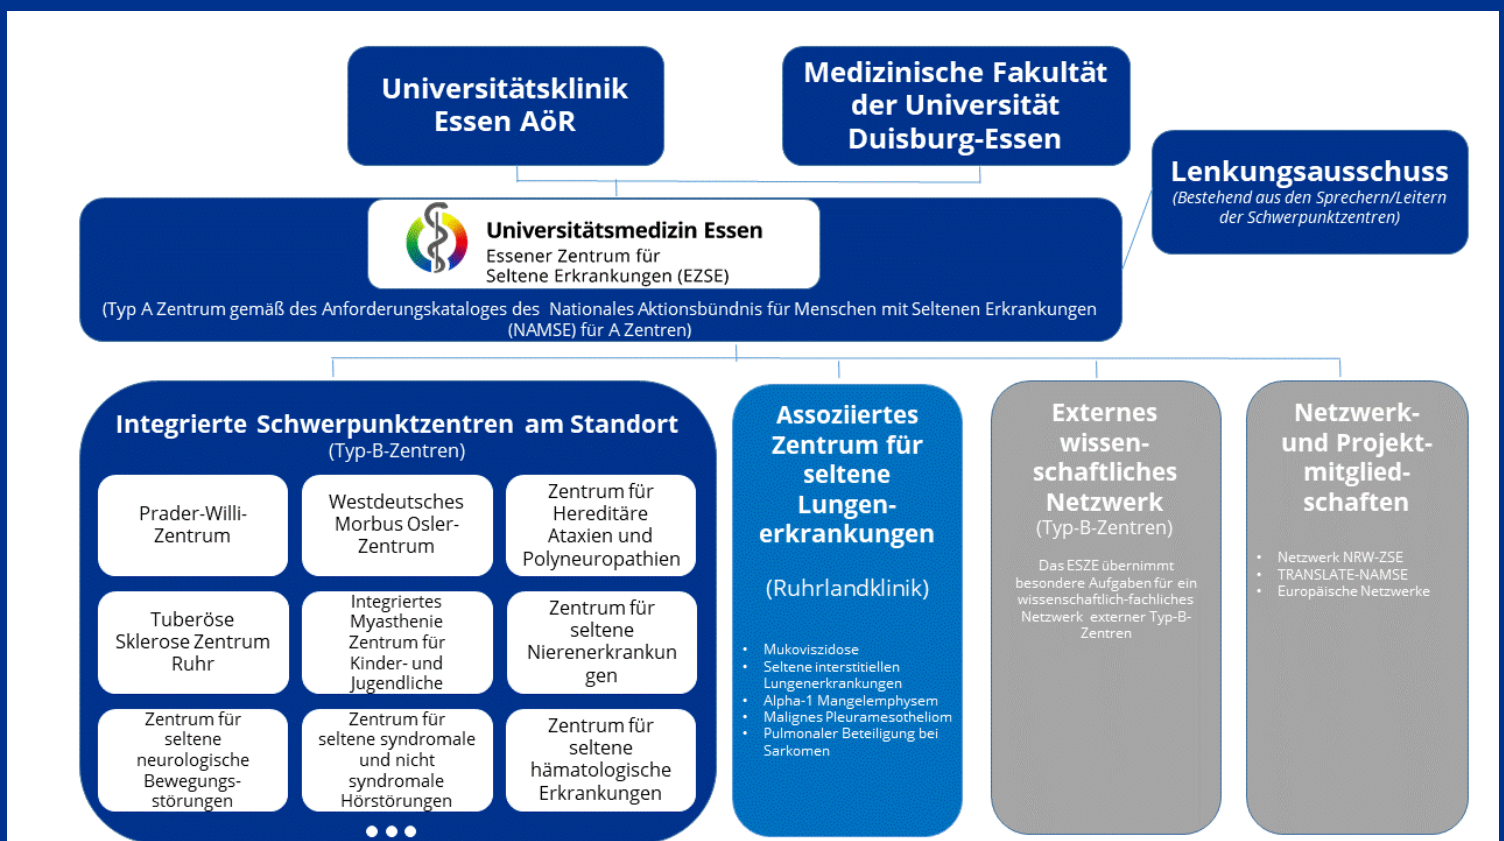 Universitätsklinik
Essen AöR
Medizinische Fakultät
der Universität
Duisburg-Essen
Lenkungsausschuss
(Bestehend aus den Sprechern/Leitern
der Schwerpunktzentren)
Universitätsmedizin Essen
Essener Zentrum für
Seltene Erkrankungen (EZSE)
(Typ A Zentrum gemäß des Anforderungskataloges des Nationales Aktionsbündnis für Menschen mit Seltenen Erkrankungen
(NAMSE) für A Zentren)
Integrierte Schwerpunktzentren am Standort
(Typ-B-Zentren)
Prader-Willi-
Zentrum
Westdeutsches
Morbus Osler-
Zentrum
Zentrum für
Hereditäre
Ataxien und
Polyneuropathien
Tuberöse
Sklerose Zentrum
Ruhr
Integriertes
Myasthenie
Zentrum für
Kinder- und
Jugendliche
Zentrum für
seltene
Nierenerkrankun
gen
Zentrum für
seltene
neurologische
Bewegungs-
störungen
Zentrum für
seltene syndromale
und nicht
syndromale
Hörstörungen
Zentrum für
seltene
hämatologische
Erkrankungen
Assoziiertes
Zentrum für
seltene
Lungen-
erkrankungen
(Ruhrlandklinik)
• Mukoviszidose
• Seltene interstitiellen
Lungenerkrankungen
• Alpha-1 Mangelemphysem
• Malignes Pleuramesotheliom
• Pulmonaler Beteiligung bei
Sarkomen
Externes
wissen-
schaftliches
Netzwerk
(Typ-B-Zentren)
Das ESZE übernimmt
besondere Aufgaben für ein
wissenschaftlich-fachliches
Netzwerk externer Typ-B-
Zentren
Netzwerk-
und Projekt-
mitglied-
schaften
• Netzwerk NRW-ZSE
• TRANSLATE-NAMSE
• Europäische Netzwerke